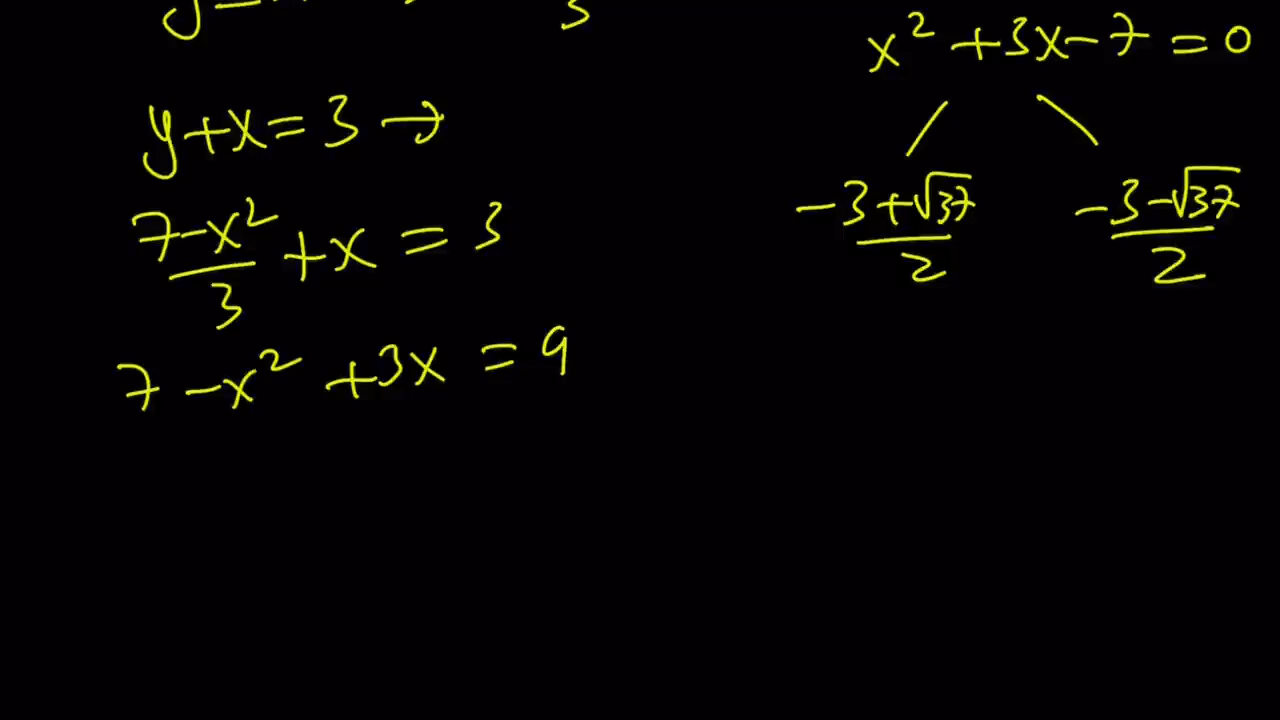 y+x=3 →
7-x²/3 +x = 3
7 -x² +3x = 9
x² +3x-7 =0
-3+√37/2   -3-√37/2